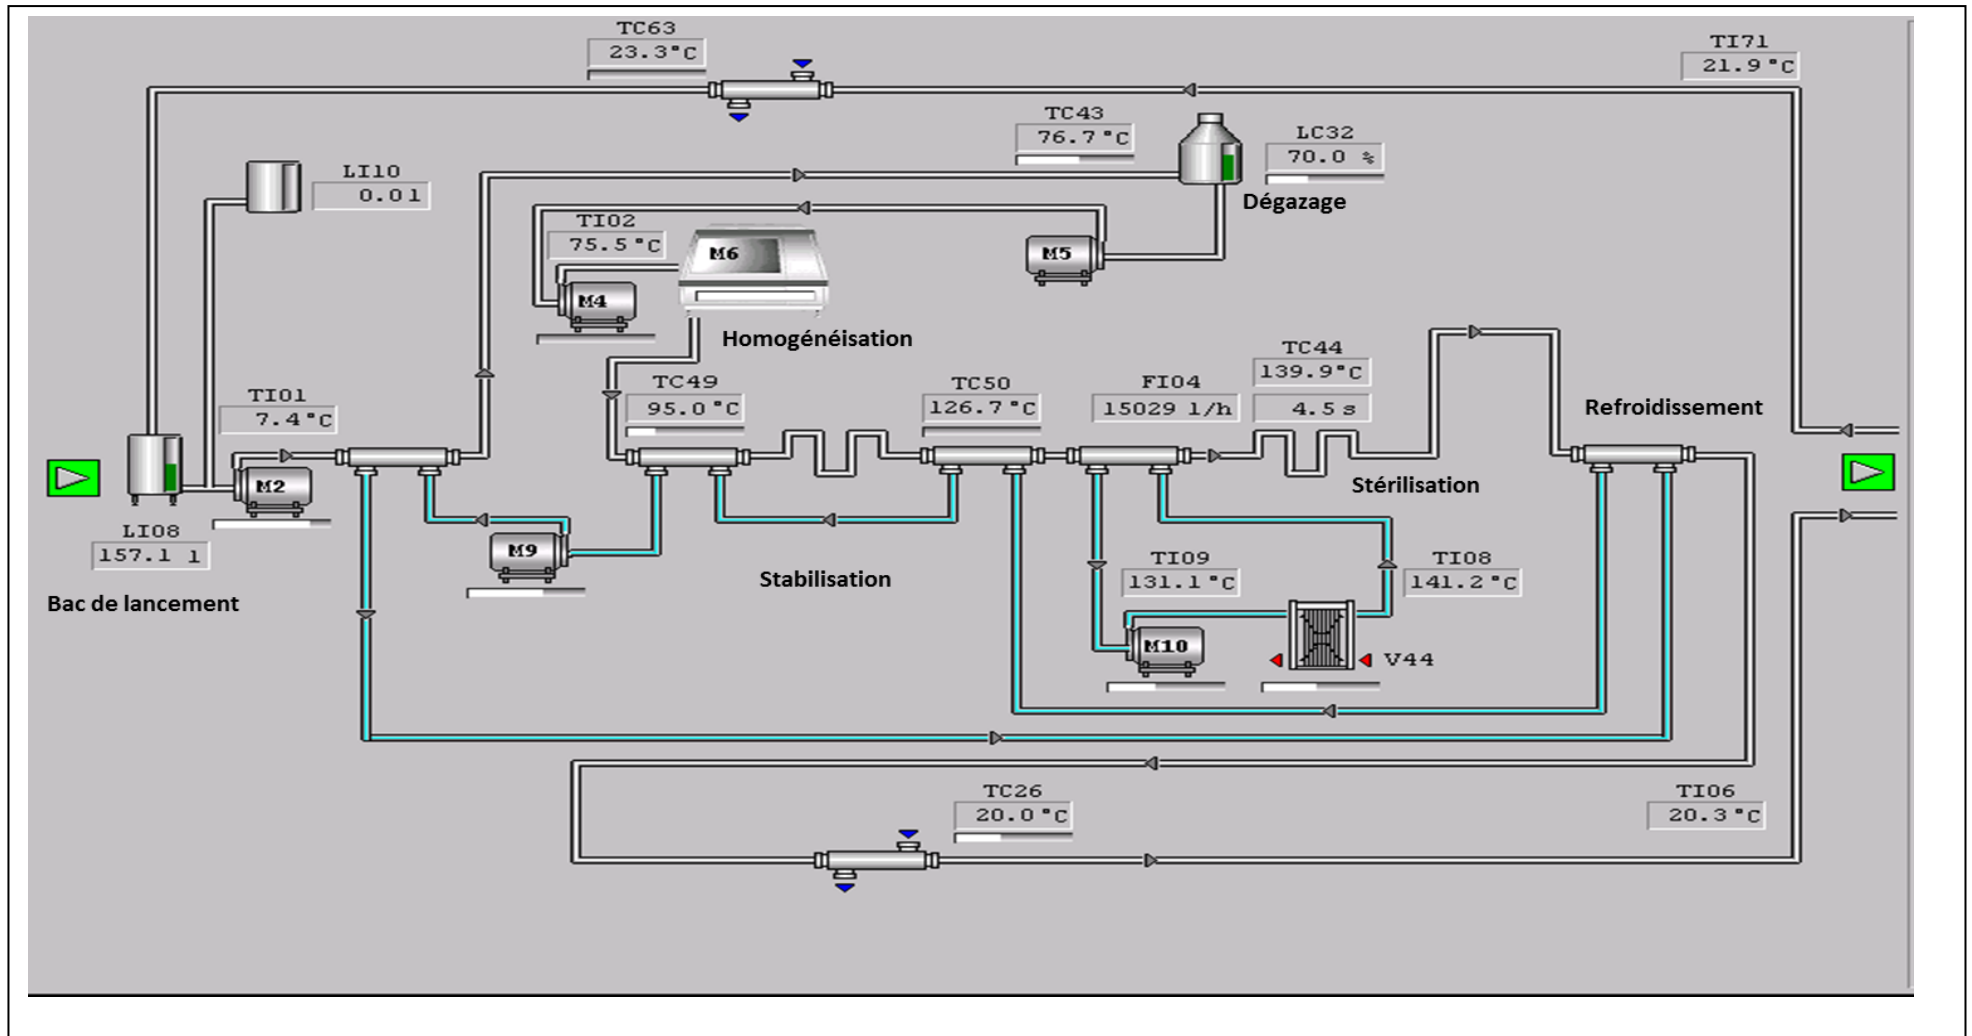 TC63
23.3°C
TI71
21.9°C
TC43
76.7°C
LC32
70.0 %
LI10
0.01
Dégazage
TI02
75.5°C
M6
M5
M4
Homogénéisation
TC44
139.9°C
4.5 s
TC49
95.0°C
TC50
126.7°C
FI04
15029 l/h
TI01
7.4°C
Refroidissement
M2
Stérilisation
LI08
157.1 l
M9
Stabilisation
TI09
131.1°C
TI08
141.2°C
Bac de lancement
M10
V44
TC26
20.0°C
TI06
20.3°C